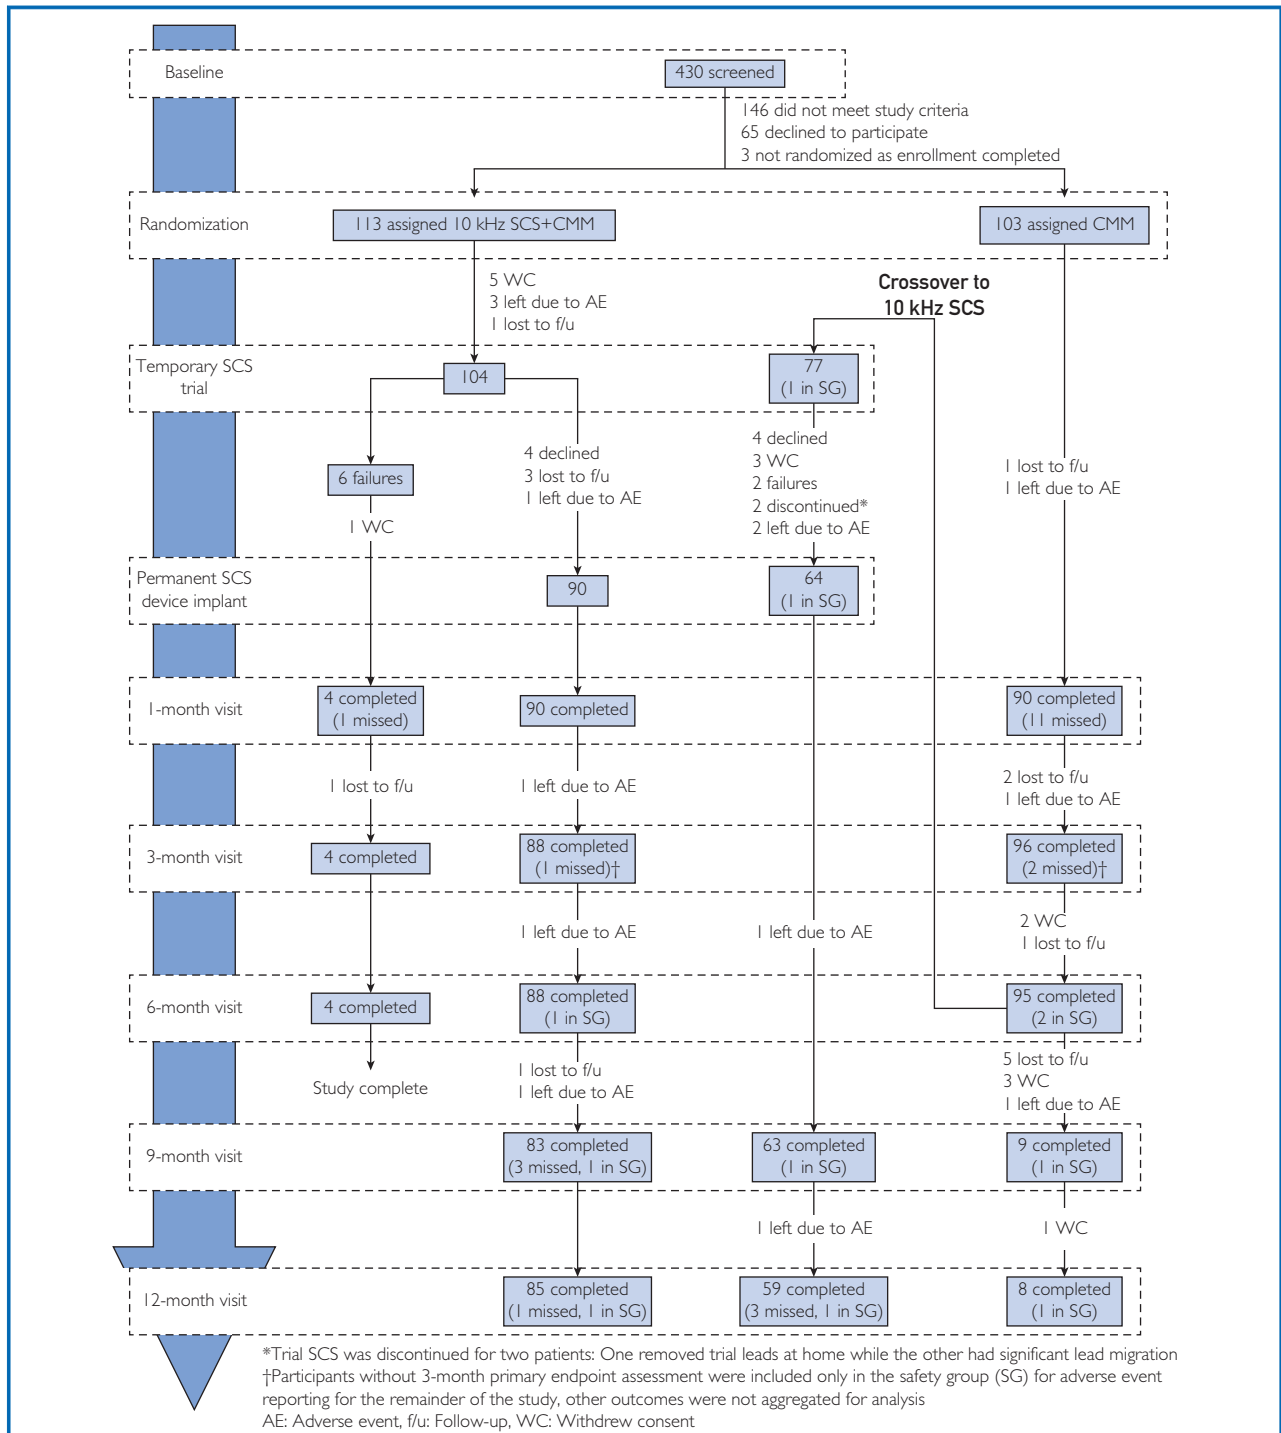 Baseline
430 screened
146 did not meet study criteria
65 declined to participate
3 not randomized as enrollment completed
Randomization
113 assigned 10 kHz SCS+CMM
103 assigned CMM
5 WC
3 left due to AE
1 lost to f/u
Crossover to
10 kHz SCS
Temporary SCS
trial
104
77
(1 in SG)
6 failures
4 declined
3 lost to f/u
1 left due to AE
4 declined
3 WC
2 failures
2 discontinued*
2 left due to AE
1 lost to f/u
1 left due to AE
1 WC
Permanent SCS
device implant
90
64
(1 in SG)
1-month visit
4 completed
(1 missed)
90 completed
90 completed
(11 missed)
1 lost to f/u
1 left due to AE
2 lost to f/u
1 left due to AE
3-month visit
4 completed
88 completed
(1 missed)†
96 completed
(2 missed)†
1 left due to AE
1 left due to AE
2 WC
1 lost to f/u
6-month visit
4 completed
88 completed
(1 in SG)
95 completed
(2 in SG)
Study complete
1 lost to f/u
1 left due to AE
5 lost to f/u
3 WC
1 left due to AE
9-month visit
83 completed
(3 missed, 1 in SG)
63 completed
(1 in SG)
9 completed
(1 in SG)
1 left due to AE
1 WC
12-month visit
85 completed
(1 missed, 1 in SG)
59 completed
(3 missed, 1 in SG)
8 completed
(1 in SG)
*Trial SCS was discontinued for two patients: One removed trial leads at home while the other had significant lead migration
†Participants without 3-month primary endpoint assessment were included only in the safety group (SG) for adverse event
reporting for the remainder of the study, other outcomes were not aggregated for analysis
AE: Adverse event, f/u: Follow-up, WC: Withdrew consent